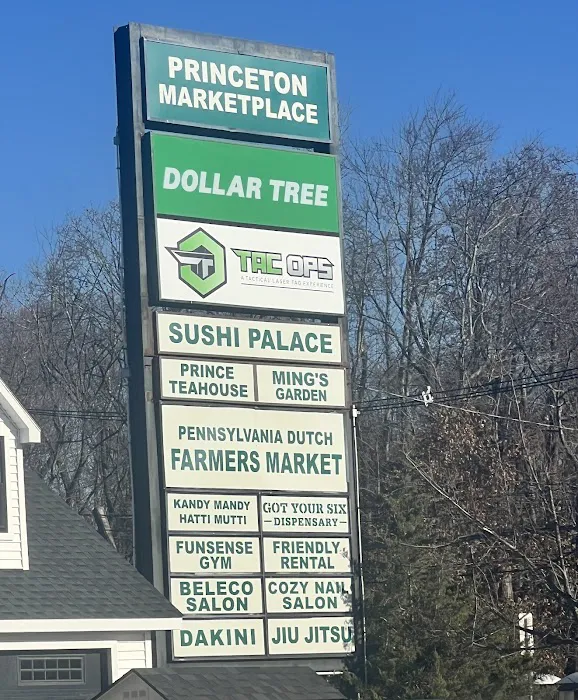 PRINCETON
MARKETPLACE
DOLLAR TREE
TAC OPS
A TACTICAL LASER TAG EXPERIENCE
SUSHI PALACE
PRINCE
TEAHOUSE
MING'S
GARDEN
PENNSYLVANIA DUTCH
FARMERS MARKET
KANDY MANDY
HATTI MUTTI
GOT YOUR SIX
-DISPENSARY-
FUNSENSE
GYM
FRIENDLY
RENTAL
BELECO
SALON
COZY NAIL
SALON
DAKINI
JIU JITSU